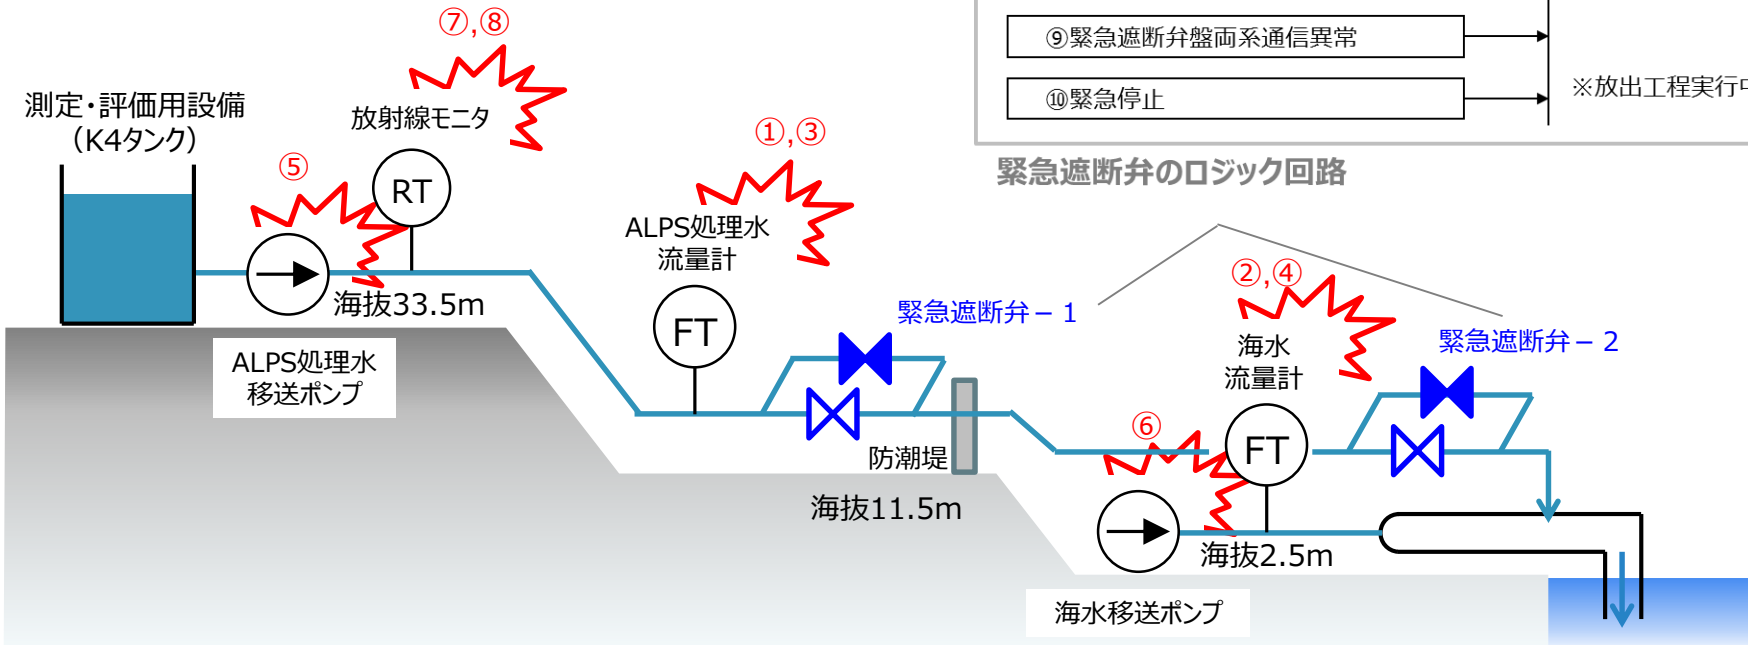 ⑦,⑧
⑨緊急遮断弁盤両系通信異常
⑩緊急停止
※放出工程実行中
緊急遮断弁のロジック回路
測定・評価用設備
（K4タンク）
放射線モニタ
RT
⑤
①,③
ALPS処理水
流量計
FT
海抜33.5m
ALPS処理水
移送ポンプ
緊急遮断弁－1
②,④
海水
流量計
FT
緊急遮断弁－2
⑥
防潮堤
海抜11.5m
海抜2.5m
海水移送ポンプ